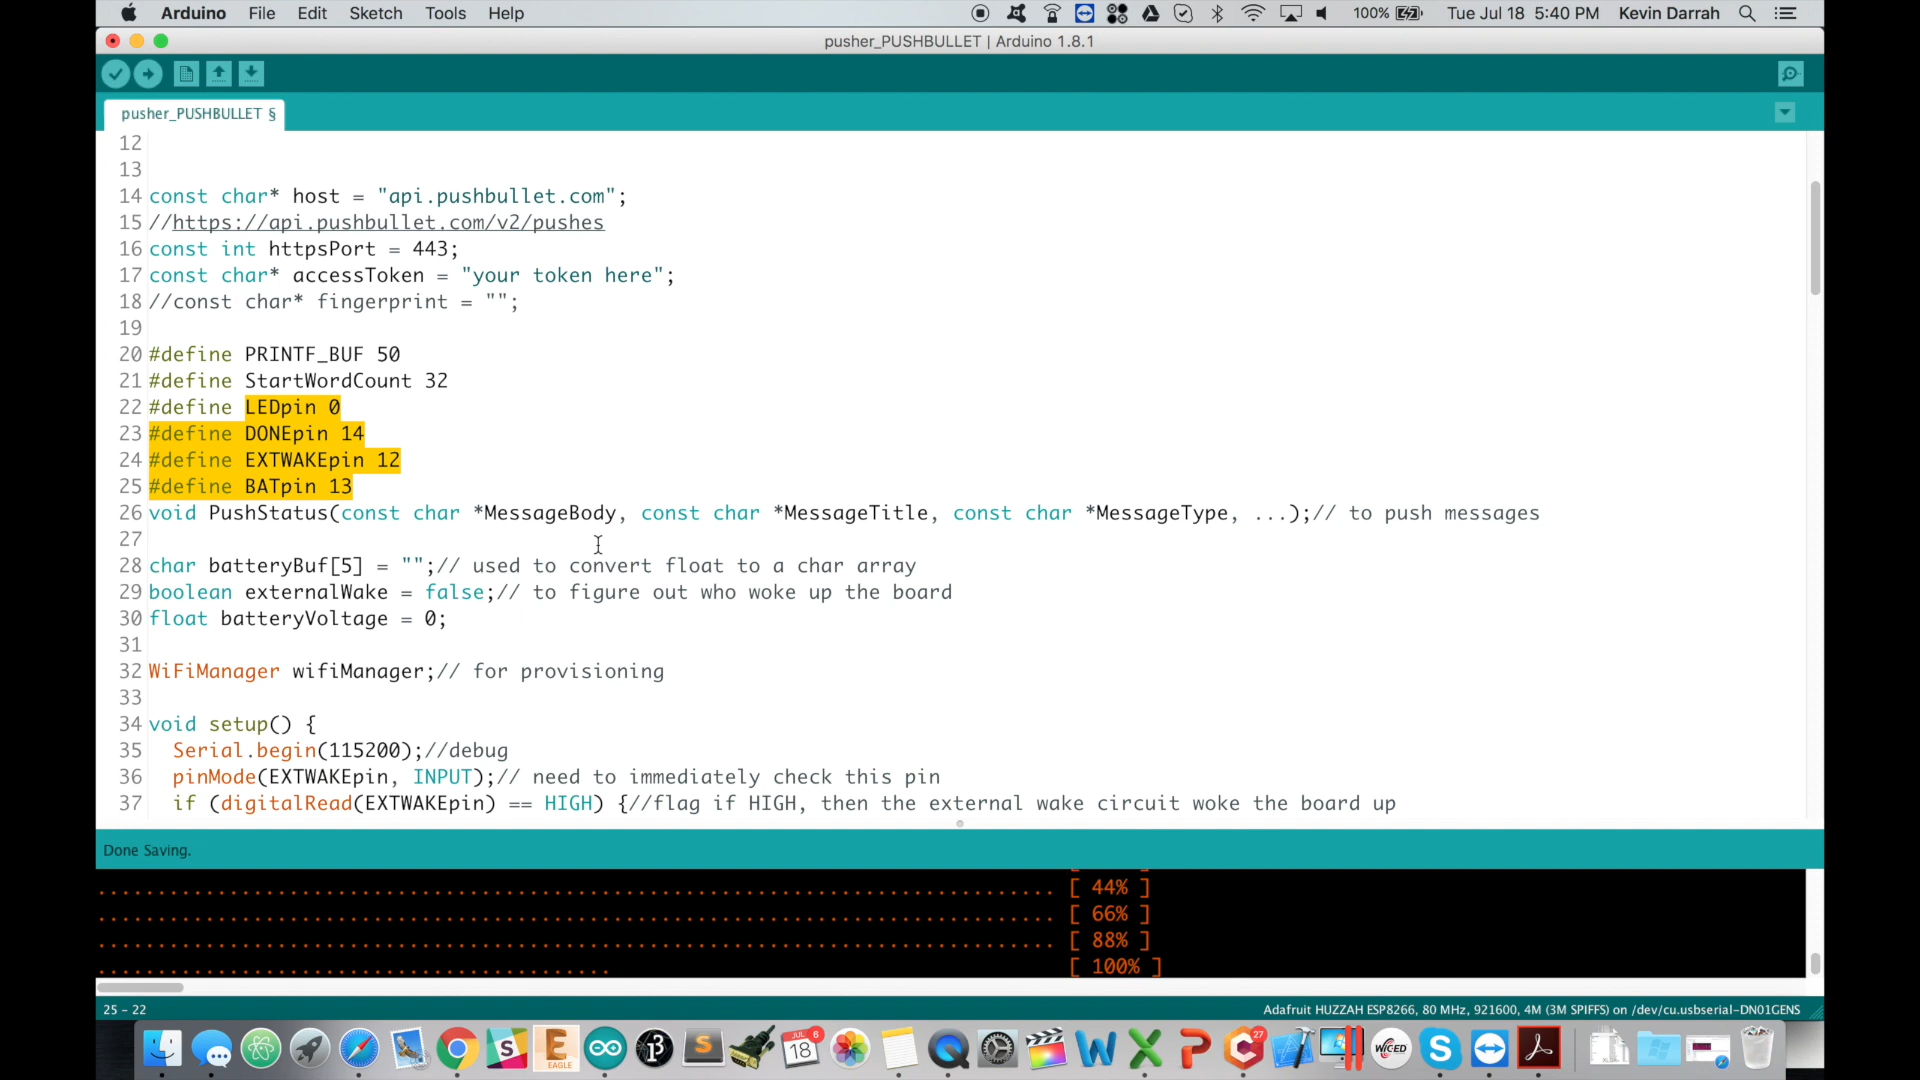 Arduino File Edit Sketch Tools Help 100% Tue Jul 18 5:40 PM Kevin Darrah
pusher_PUSHBULLET | Arduino 1.8.1
pusher_PUSHBULLET §
12
13
14 const char* host = "api.pushbullet.com";
15 //https://api.pushbullet.com/v2/pushes
16 const int httpsPort = 443;
17 const char* accessToken = "your token here";
18 //const char* fingerprint = "";
19
20 #define PRINTF_BUF 50
21 #define StartWordCount 32
22 #define LEDpin 0
23 #define DONEpin 14
24 #define EXTWAKEpin 12
25 #define BATpin 13
26 void PushStatus(const char *MessageBody, const char *MessageTitle, const char *MessageType, ...);// to push messages
27
28 char batteryBuf[5] = "";// used to convert float to a char array
29 boolean externalWake = false;// to figure out who woke up the board
30 float batteryVoltage = 0;
31
32 WiFiManager wifiManager;// for provisioning
33
34 void setup() {
35 Serial.begin(115200);//debug
36 pinMode(EXTWAKEpin, INPUT);// need to immediately check this pin
37 if (digitalRead(EXTWAKEpin) == HIGH) {//flag if HIGH, then the external wake circuit woke the board up
Done Saving.
................................................................................ [ 44% ]
................................................................................ [ 66% ]
................................................................................ [ 88% ]
........................................... [ 100% ]
25 - 22 Adafruit HUZZAH ESP8266, 80 MHz, 921600, 4M (3M SPIFFS) on /dev/cu.usbserial-DN01GENS
JUL 18 6
EAGLE
27
WICED